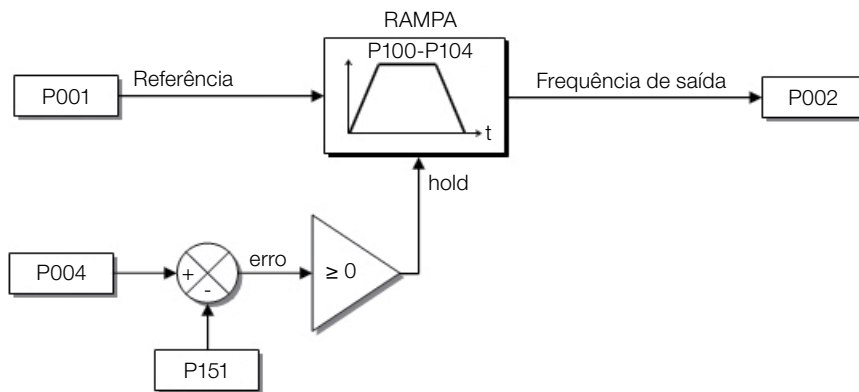 RAMPA
P100-P104
Referência
Frequência de saída
P001
P002
t
hold
erro
P004
+
-
≥ 0
P151